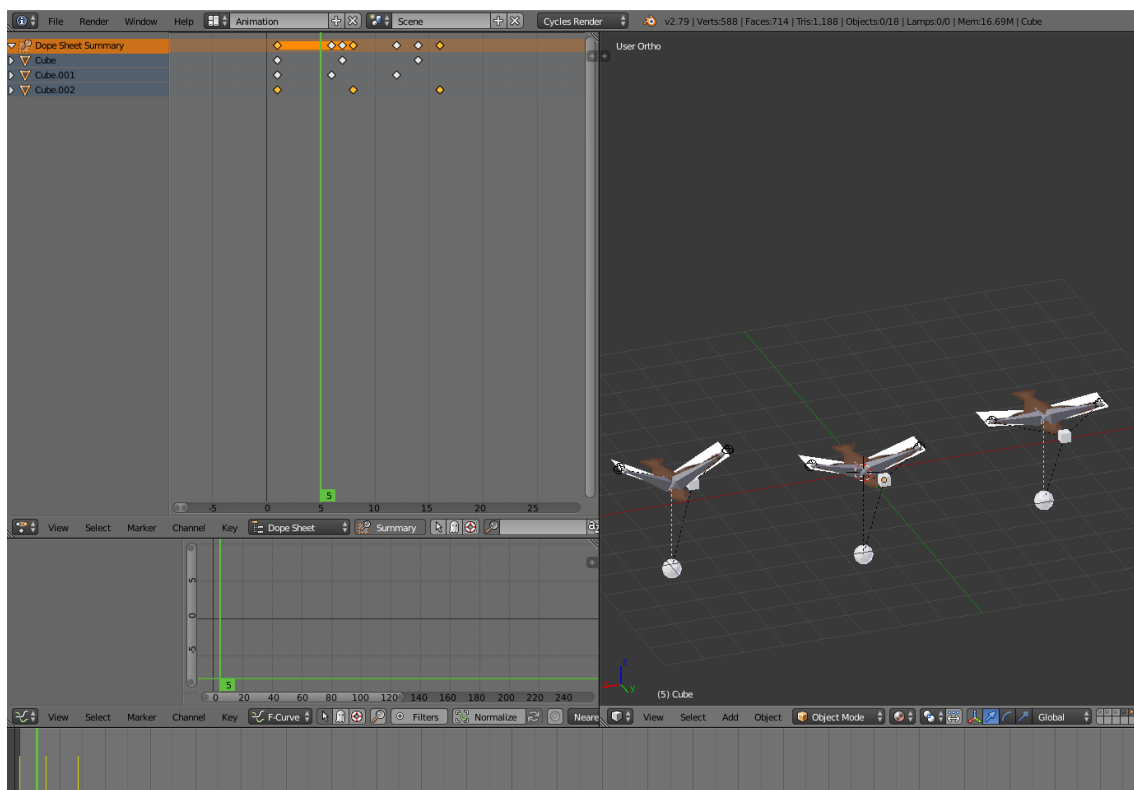 File Render Window Help Animation Scene Cycles Render v2.79 | Verts:588 | Faces:714 | Tris:1,188 | Objects:0/18 | Lamps:0/0 | Mem:16.69M | Cube
Dope Sheet Summary
Cube
Cube.001
Cube.002
User Ortho
5
-5 0 5 10 15 20 25
View Select Marker Channel Key Dope Sheet Summary
5
0
-5
5
0 20 40 60 80 100 120 140 160 180 200 220 240
z
y
(5) Cube
View Select Marker Channel Key F-Curve Filters Normalize Neare
View Select Add Object Object Mode Global